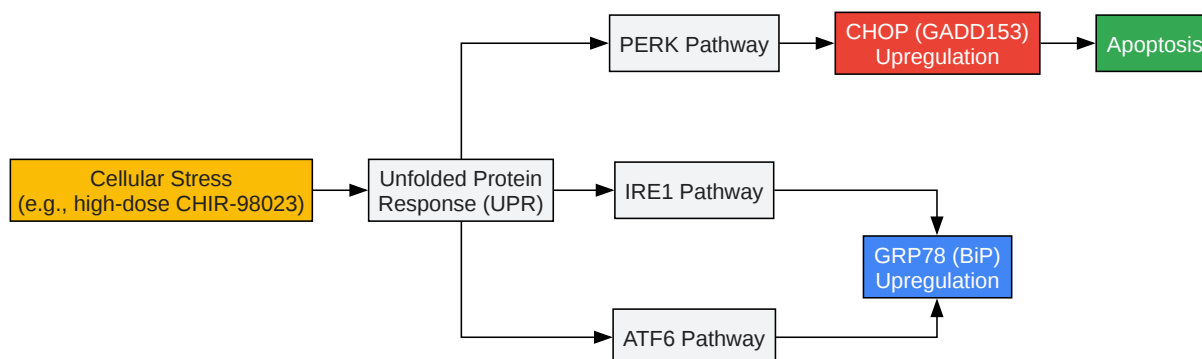 PERK Pathway
CHOP (GADD153)
Upregulation
Apoptosis
Cellular Stress
(e.g., high-dose CHIR-98023)
Unfolded Protein
Response (UPR)
IRE1 Pathway
GRP78 (BiP)
Upregulation
ATF6 Pathway